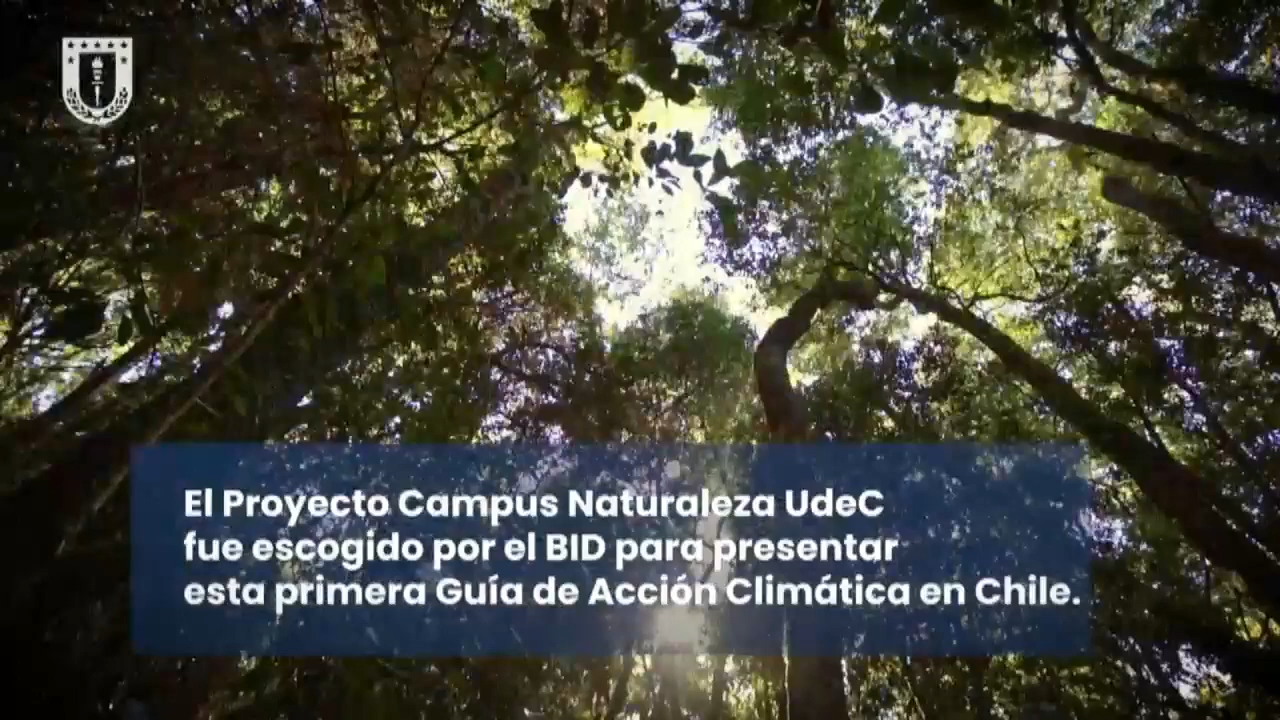 El Proyecto Campus Naturaleza UdeC
fue escogido por el BID para presentar
esta primera Guía de Acción Climática en Chile.